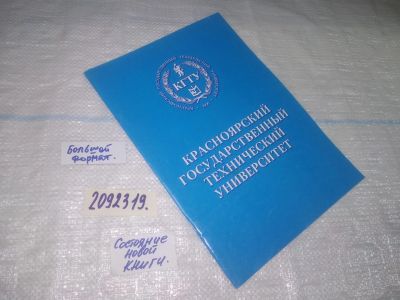 КГТУ
КРАСНОЯРСКИЙ
ГОСУДАРСТВЕННЫЙ
ТЕХНИЧЕСКИЙ
УНИВЕРСИТЕТ
Большой
формат.
2092319.
Состояние
новой
книги.